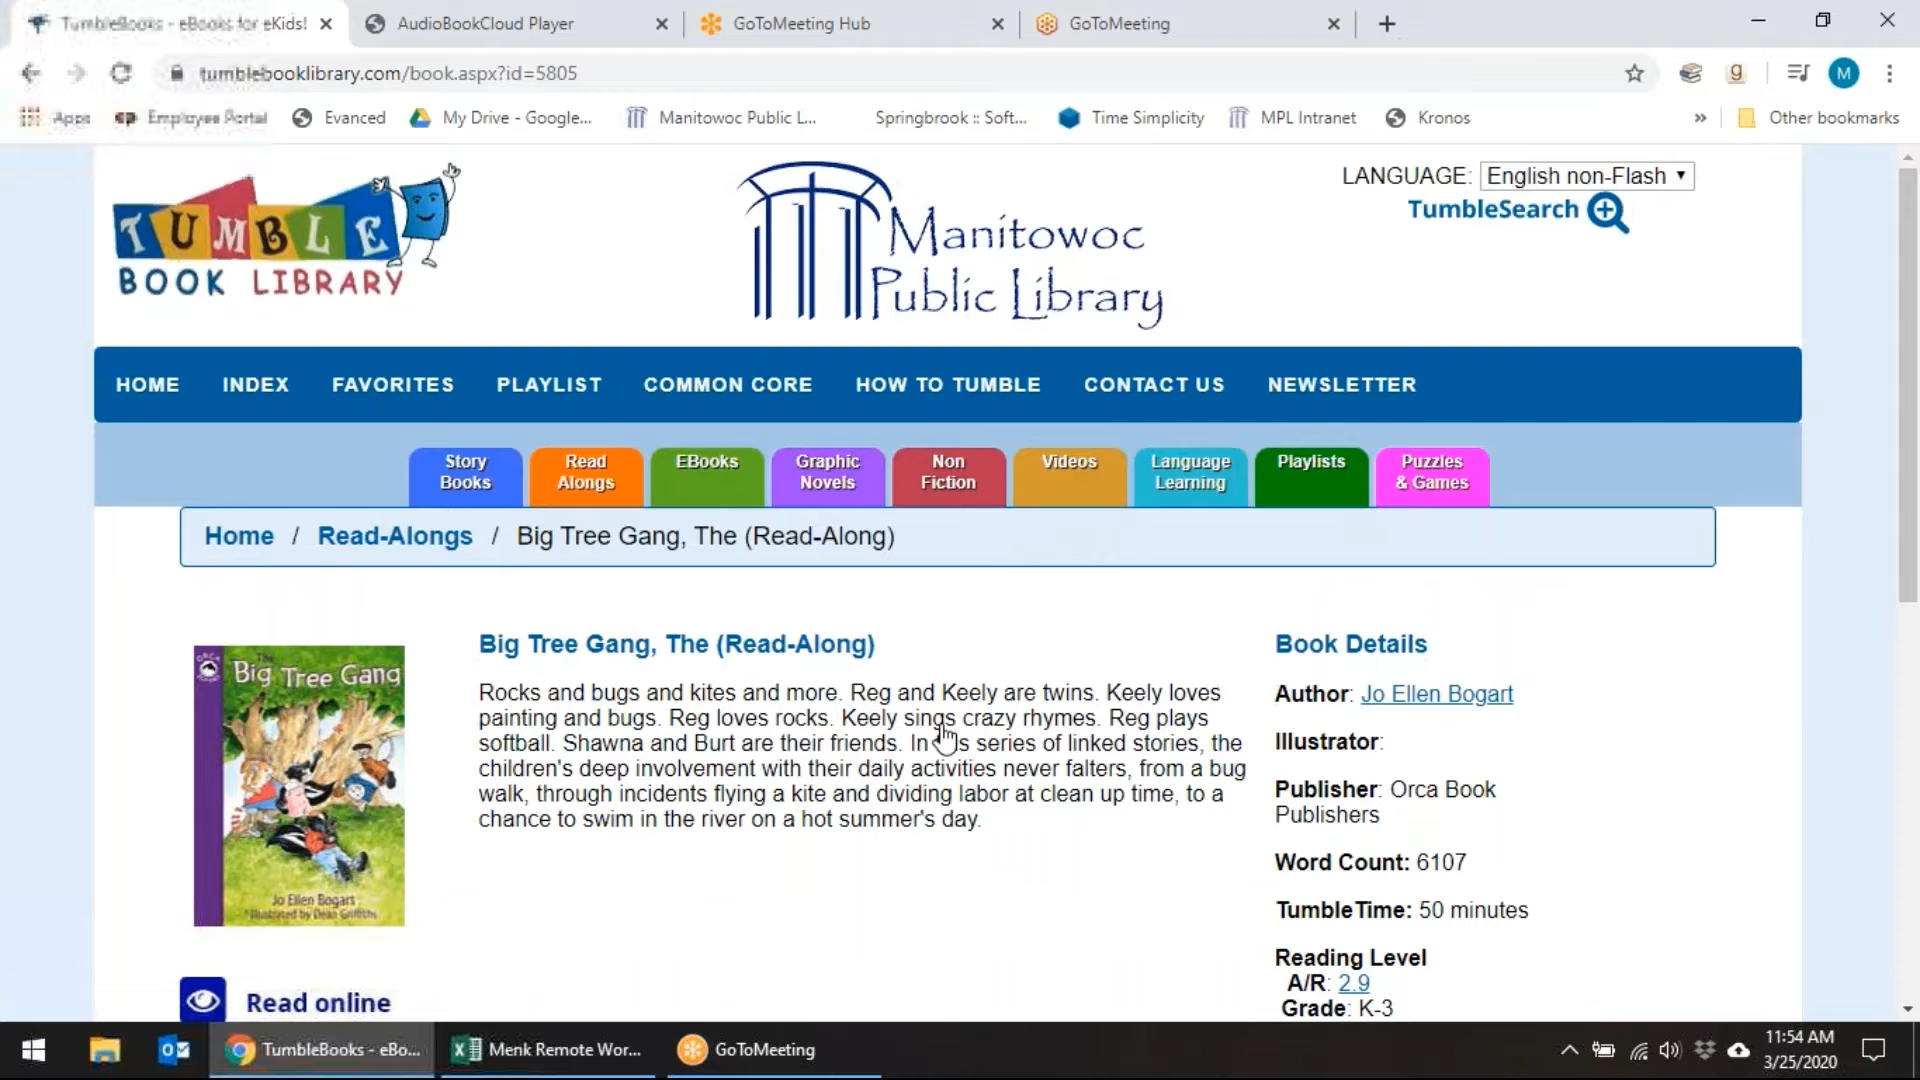 TumbleBooks - eBooks for eKids!
AudioBookCloud Player
GoToMeeting Hub
GoToMeeting
tumblebooklibrary.com/book.aspx?id=5805
g
M
Apps
Employee Portal
Evanced
My Drive - Google...
Manitowoc Public L...
Springbrook :: Soft...
Time Simplicity
MPL Intranet
Kronos
»
Other bookmarks
TUMBLE
BOOK LIBRARY
Manitowoc
Public Library
LANGUAGE: English non-Flash
TumbleSearch
HOME
INDEX
FAVORITES
PLAYLIST
COMMON CORE
HOW TO TUMBLE
CONTACT US
NEWSLETTER
Story
Books
Read
Alongs
EBooks
Graphic
Novels
Non
Fiction
Videos
Language
Learning
Playlists
Puzzles
& Games
Home / Read-Alongs / Big Tree Gang, The (Read-Along)
The
Big Tree Gang
Jo Ellen Bogart
Illustrated by Dean Griffiths
Big Tree Gang, The (Read-Along)
Rocks and bugs and kites and more. Reg and Keely are twins. Keely loves
painting and bugs. Reg loves rocks. Keely sings crazy rhymes. Reg plays
softball. Shawna and Burt are their friends. In this series of linked stories, the
children's deep involvement with their daily activities never falters, from a bug
walk, through incidents flying a kite and dividing labor at clean up time, to a
chance to swim in the river on a hot summer's day.
Book Details
Author: Jo Ellen Bogart
Illustrator:
Publisher: Orca Book
Publishers
Word Count: 6107
TumbleTime: 50 minutes
Reading Level
A/R: 2.9
Grade: K-3
Read online
TumbleBooks - eBo...
Menk Remote Wor...
GoToMeeting
11:54 AM
3/25/2020